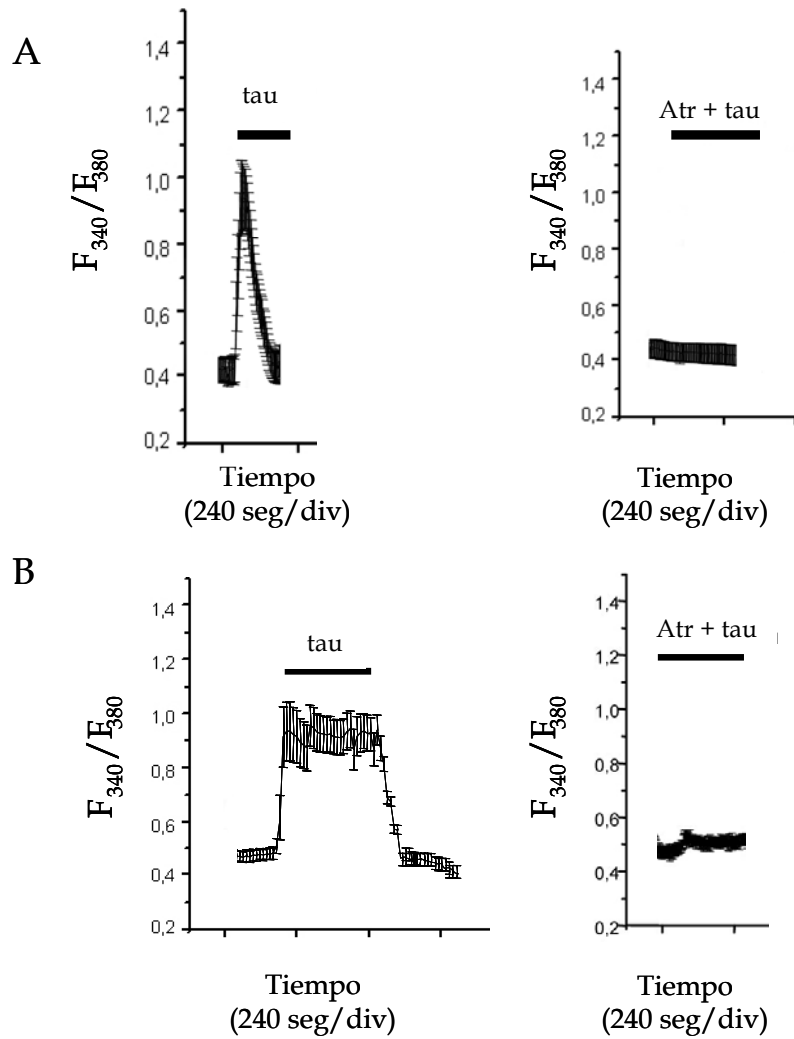 A
tau
1,4
1,2
1,0
0,8
0,6
0,4
0,2
F340/F380
Tiempo
(240 seg/div)
Atr + tau
1,4
1,2
1,0
0,8
0,6
0,4
0,2
F340/F380
Tiempo
(240 seg/div)
B
tau
1,4
1,2
1,0
0,8
0,6
0,4
0,2
F340/F380
Tiempo
(240 seg/div)
Atr + tau
1,4
1,2
1,0
0,8
0,6
0,4
0,2
F340/F380
Tiempo
(240 seg/div)